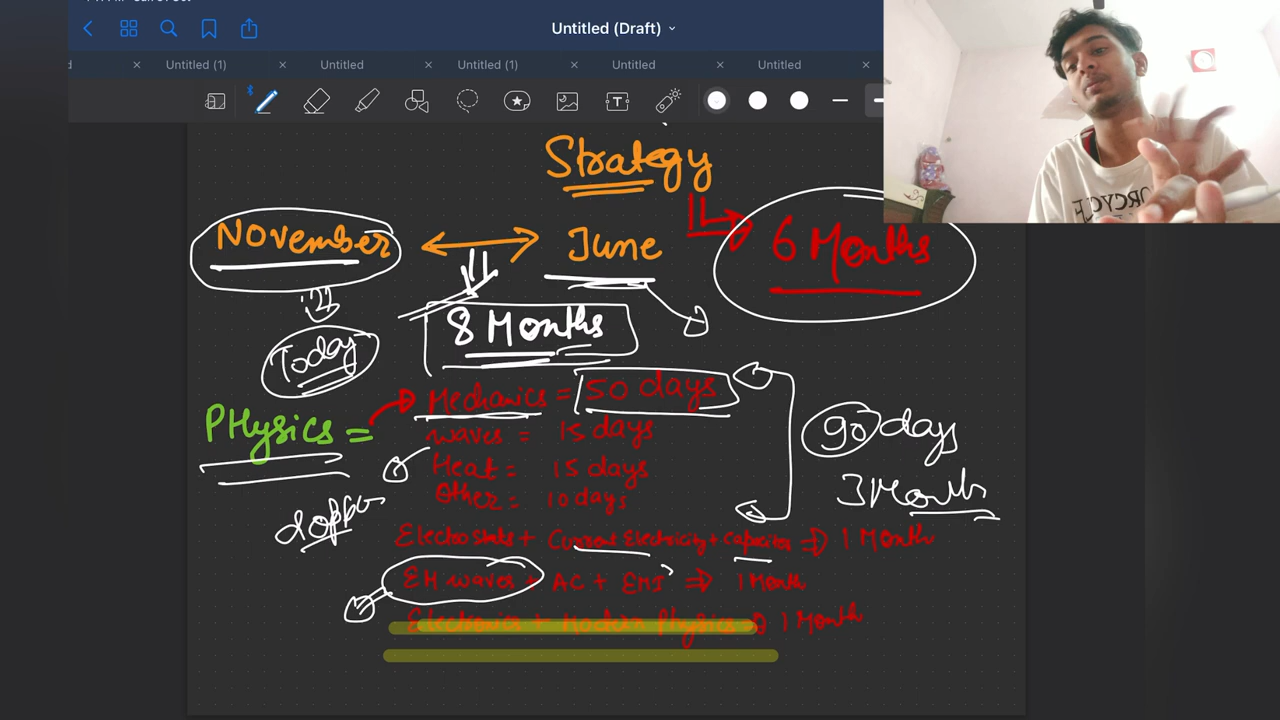 Untitled (Draft)
d × Untitled (1) × Untitled × Untitled (1) × Untitled × Untitled ×
T
Strategy
November June 6 Months
8 Months
Today
PHysics = Mechanics = 50 days
waves = 15 days
Heat = 15 days
Other = 10 days
90 days
3 Months
doppler
ElectroStats + Current Electricity + Capacitor ⇒ 1 Month
EM waves + AC + EMI ⇒ 1 Month
Electronics + Modern Physics ⇒ 1 Month